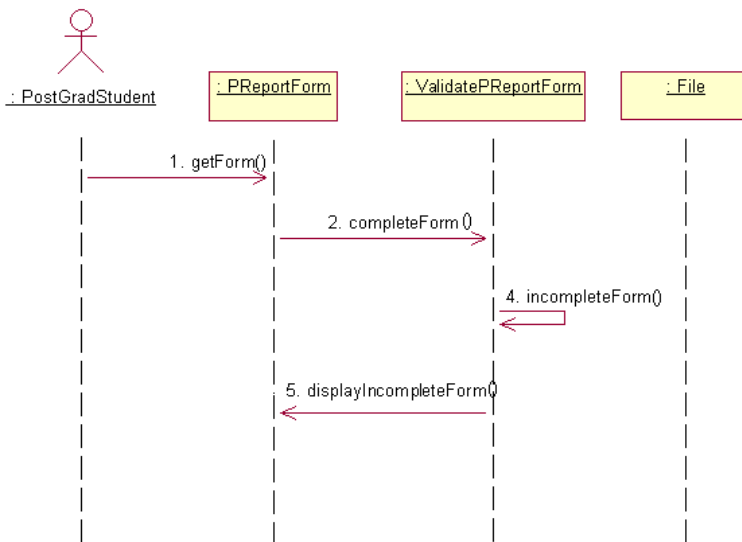 : PostGradStudent
: PReportForm
: ValidatePReportForm
: File
1. getForm()
2. completeForm()
4. incompleteForm()
5. displayIncompleteForm()